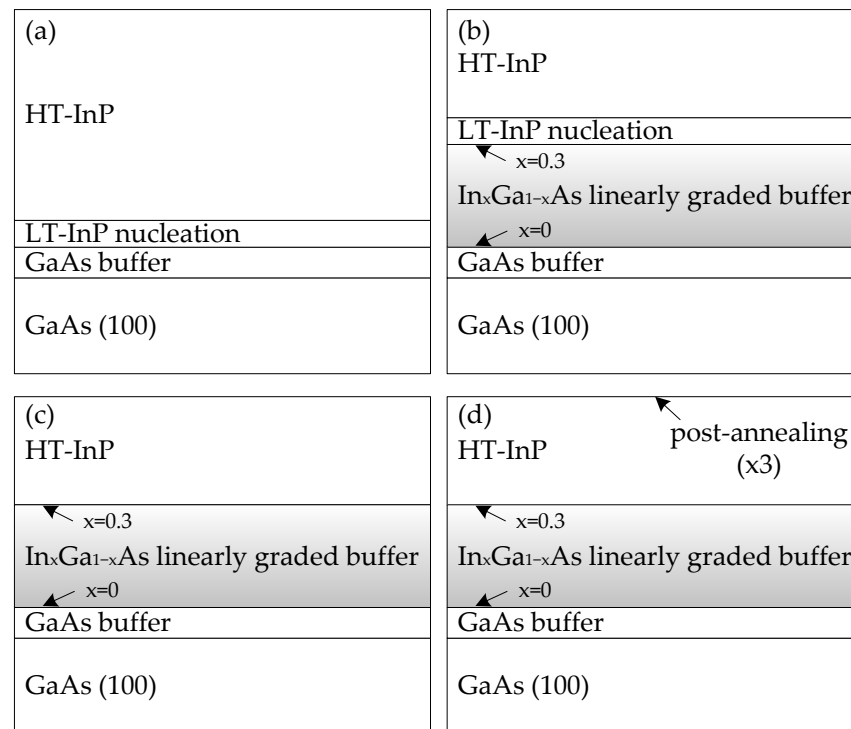 (a)
HT-InP
LT-InP nucleation
GaAs buffer
GaAs (100)
(b)
HT-InP
LT-InP nucleation
x=0.3
InxGa1-xAs linearly graded buffer
x=0
GaAs buffer
GaAs (100)
(c)
HT-InP
x=0.3
InxGa1-xAs linearly graded buffer
x=0
GaAs buffer
GaAs (100)
(d)
HT-InP
post-annealing
(x3)
x=0.3
InxGa1-xAs linearly graded buffer
x=0
GaAs buffer
GaAs (100)